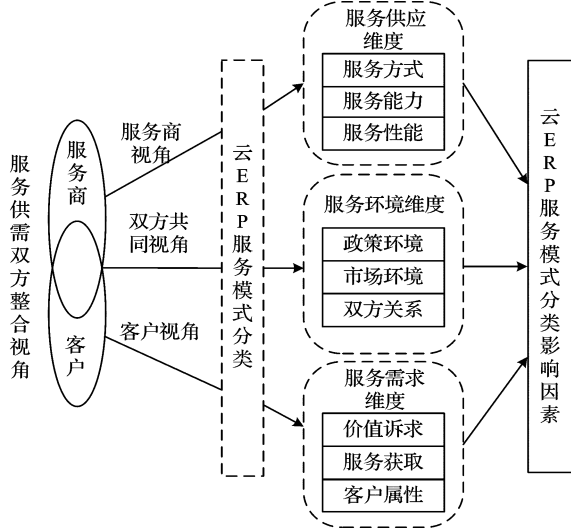 服务供需双方整合视角
服务商
客户
服务商
视角
双方共
同视角
客户视角
云ERP服务模式分类
服务供应
维度
服务方式
服务能力
服务性能
服务环境维度
政策环境
市场环境
双方关系
服务需求
维度
价值诉求
服务获取
客户属性
云ERP服务模式分类影响因素